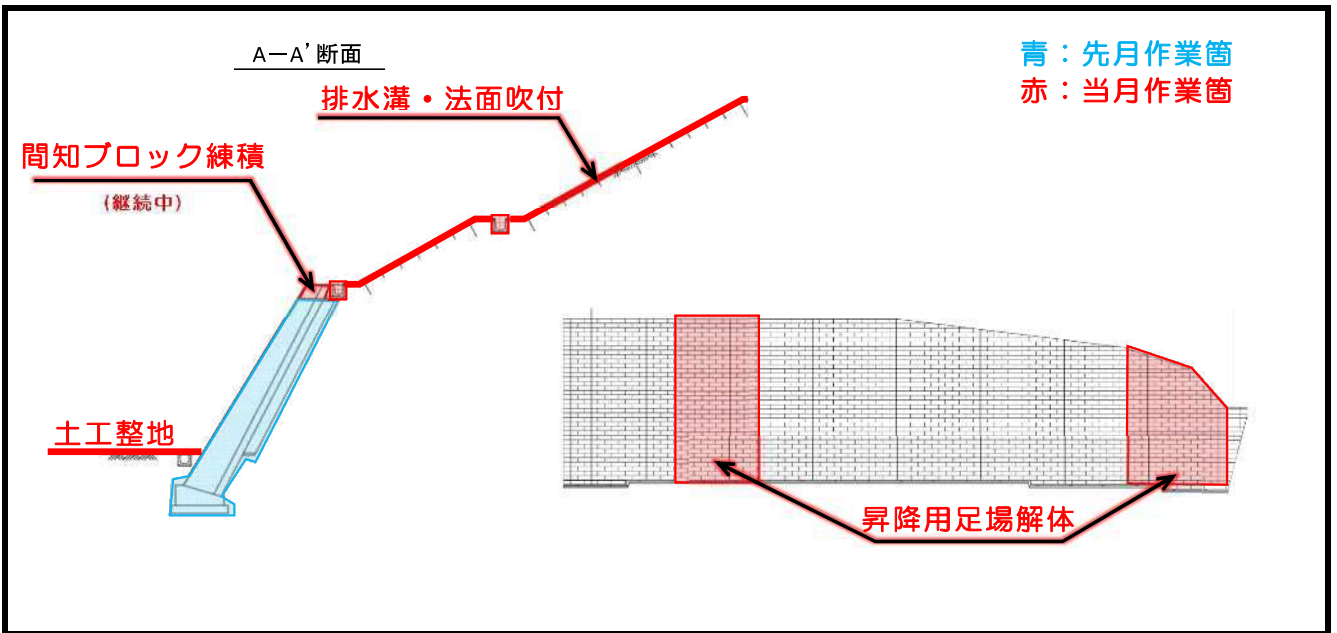 A－A’断面
青：先月作業箇
赤：当月作業箇
排水溝・法面吹付
間知ブロック練積
(継続中)
土工整地
昇降用足場解体